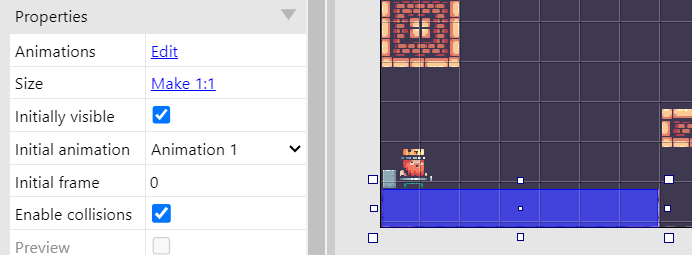 Properties
Animations Edit
Size Make 1:1
Initially visible
Initial animation Animation 1
Initial frame 0
Enable collisions
Preview